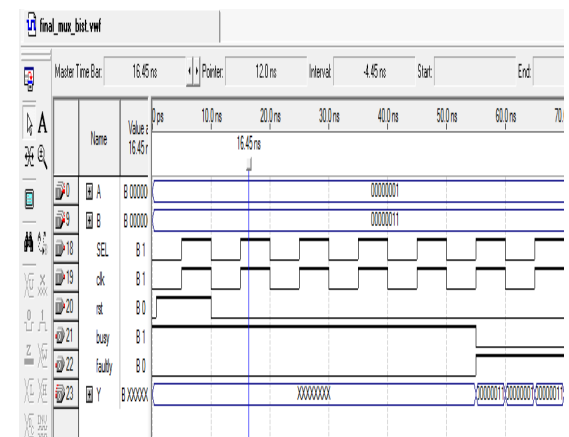 final_mux_bist.vwf
Master Time Bar: 16.45 ns Pointer: 12.0 ns Interval: -4.45 ns Start: End:
A
Name Value a 16.45 r 0 ps 10.0 ns 20.0 ns 30.0 ns 40.0 ns 50.0 ns 60.0 ns 70.
16.45 ns
0 A B 00000 00000001
9 B B 00000 00000011
18 SEL B 1
19 clk B 1
20 rst B 0
21 busy B 1
22 faultly B 0
23 Y B XXXXX XXXXXXXX 00000011 00000001 00000011